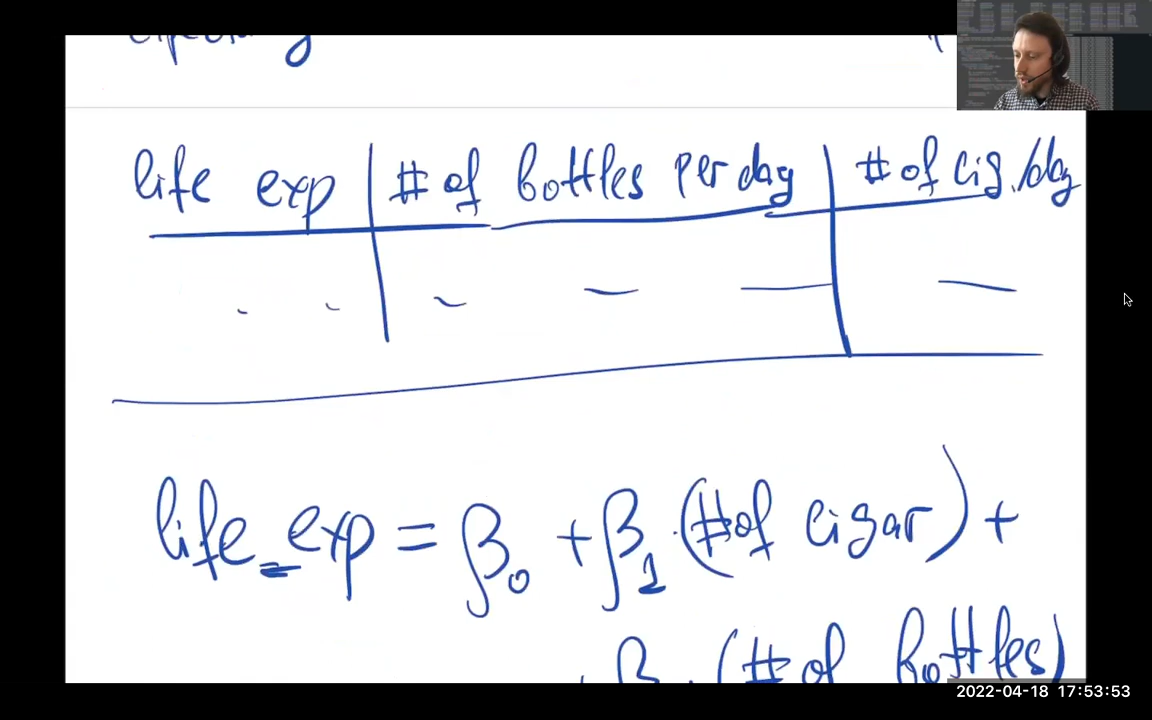 life exp | # of bottles per day | # of cig./day
life_exp = β₀ + β₁ · (# of cigar) +
(# of bottles)
2022-04-18 17:53:53